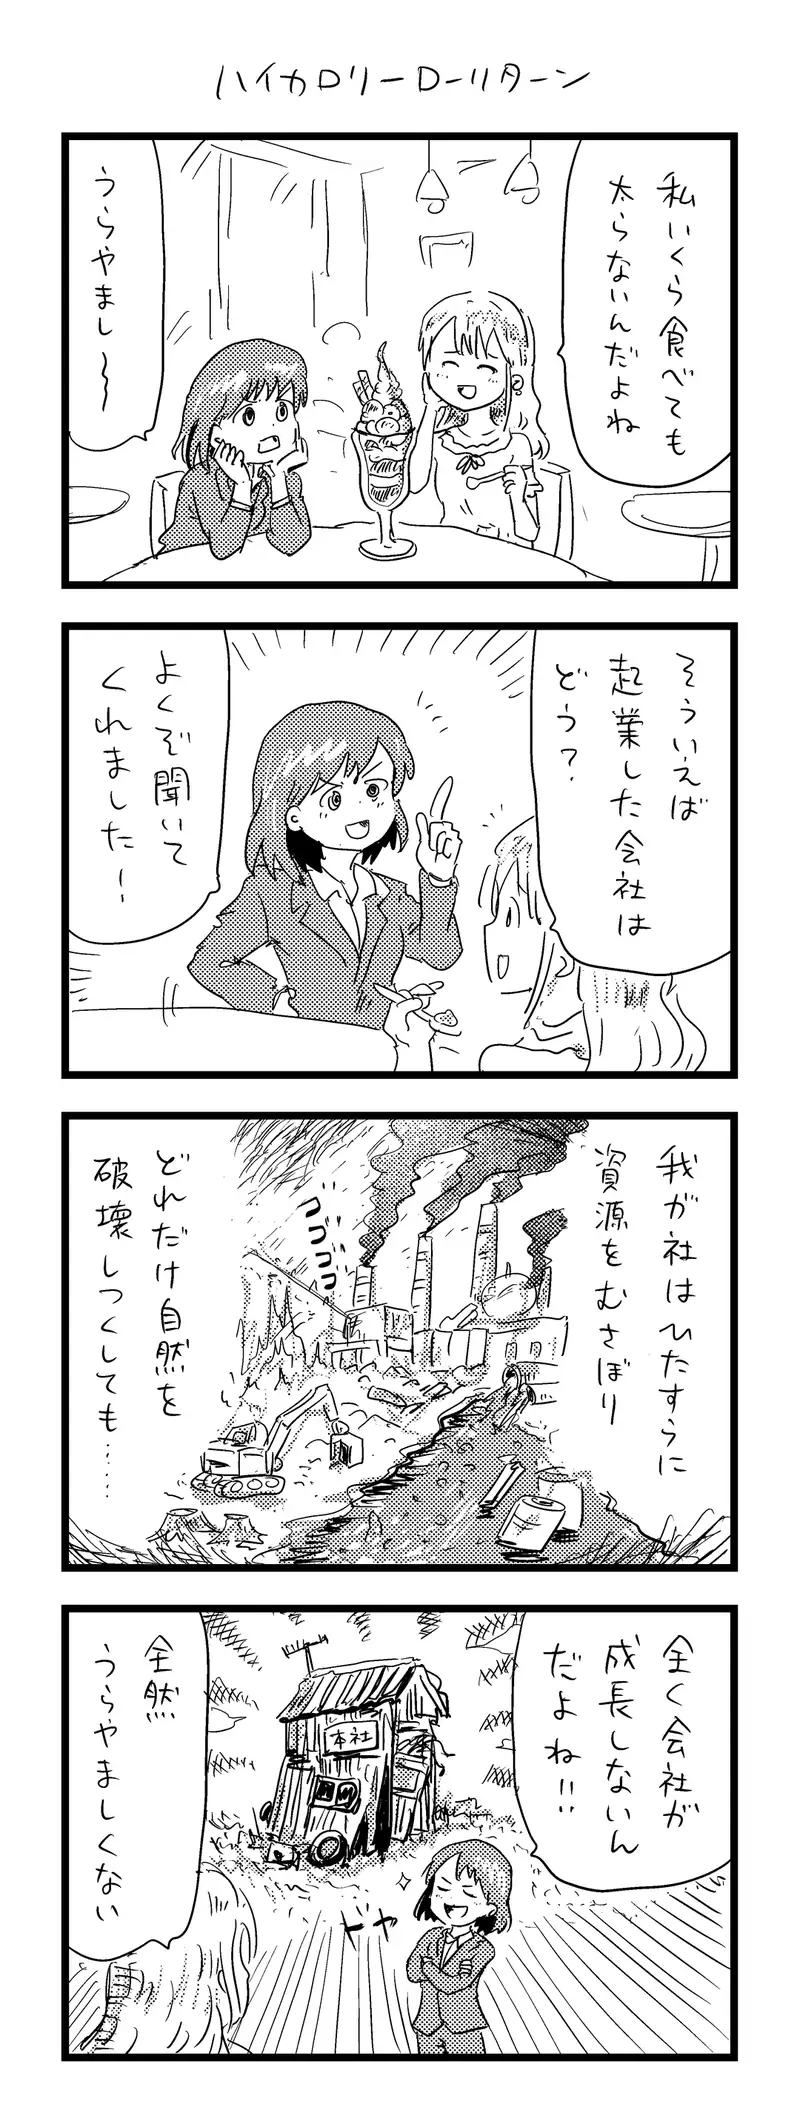 ハイカロリーローリターン
私いくら食べても
太らないんだよね
うらやまし〜
そういえば
起業した会社は
どう?
よくぞ聞いて
くれました!
我が社はひたすらに
資源をむさぼり
ゴゴゴゴ
どれだけ自然を
破壊しつくしても……
全く会社が
成長しないん
だよね!!
本社
ドヤ
全然
うらやましくない